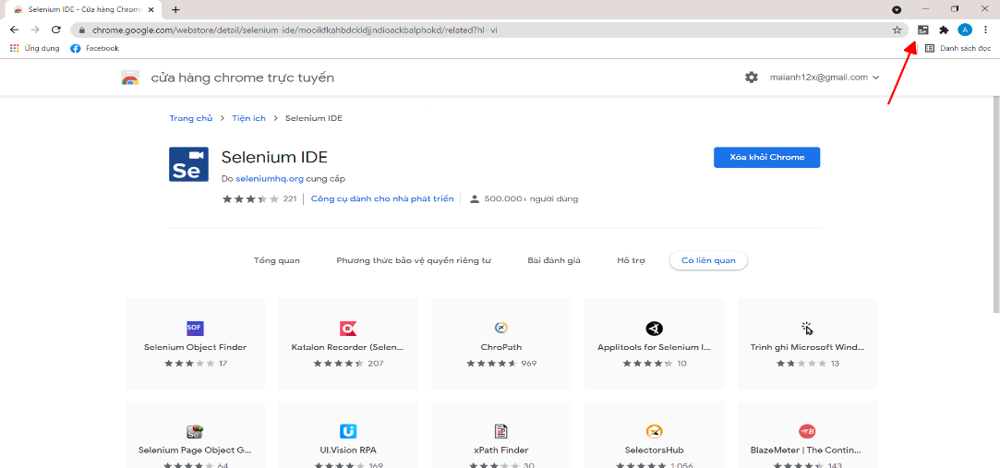 Selenium IDE - Cửa hàng Chrome
chrome.google.com/webstore/detail/selenium-ide/mooikfkahbdckldjjndioackbalphokd/related?hl=vi
A
Ứng dụng
Facebook
Danh sách đọc
cửa hàng chrome trực tuyến
maianh12x@gmail.com
Trang chủ > Tiện ích > Selenium IDE
Se
Selenium IDE
Xóa khỏi Chrome
Do seleniumhq.org cung cấp
221
Công cụ dành cho nhà phát triển
500.000+ người dùng
Tổng quan
Phương thức bảo vệ quyền riêng tư
Bài đánh giá
Hỗ trợ
Có liên quan
SOF
Selenium Object Finder
17
Katalon Recorder (Selen...
207
ChroPath
969
Applitools for Selenium I...
10
Trình ghi Microsoft Wind...
13
Selenium Page Object G...
64
UI.Vision RPA
169
xPath Finder
30
SelectorsHub
1.056
BlazeMeter | The Contin...
143